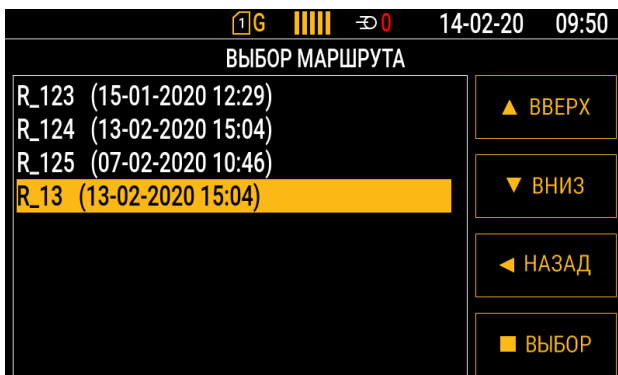 1 G 0 14-02-20 09:50
ВЫБОР МАРШРУТА
R_123 (15-01-2020 12:29)
R_124 (13-02-2020 15:04)
R_125 (07-02-2020 10:46)
R_13 (13-02-2020 15:04)
▲ ВВЕРХ
▼ ВНИЗ
◄ НАЗАД
■ ВЫБОР